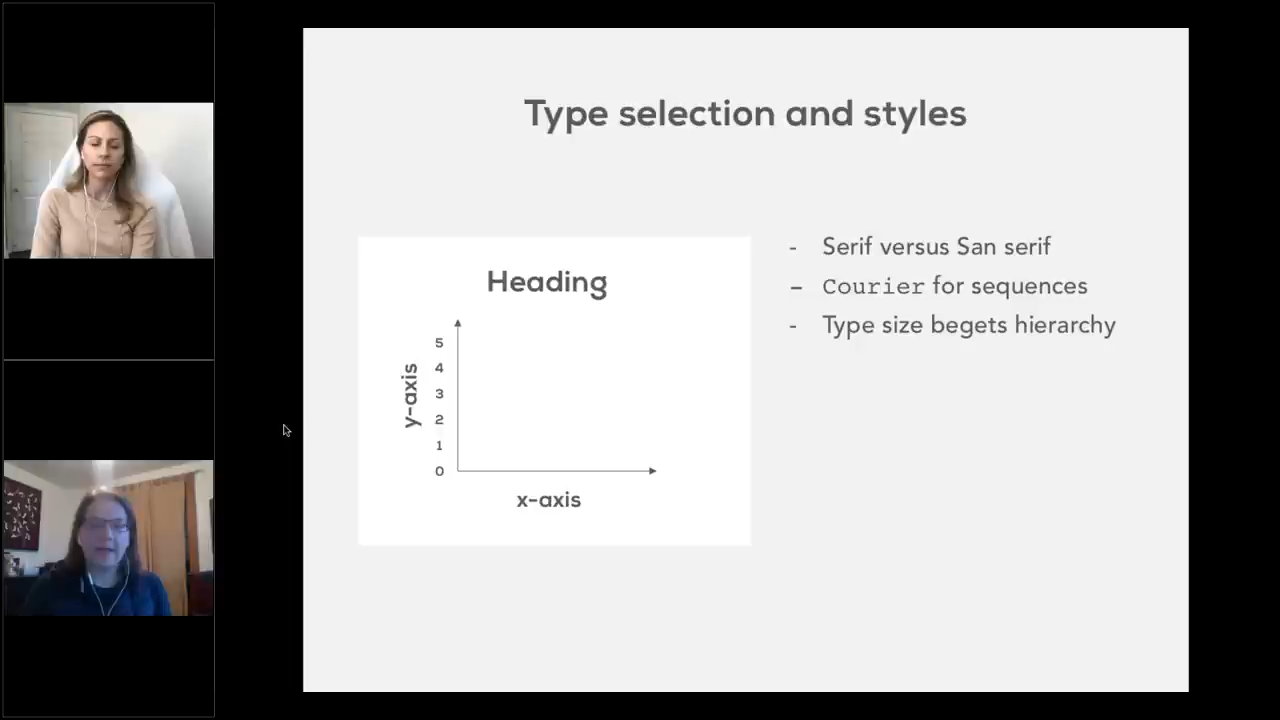 Type selection and styles
Heading
5
4
3
2
1
0
y-axis
x-axis
- Serif versus San serif
– Courier for sequences
- Type size begets hierarchy